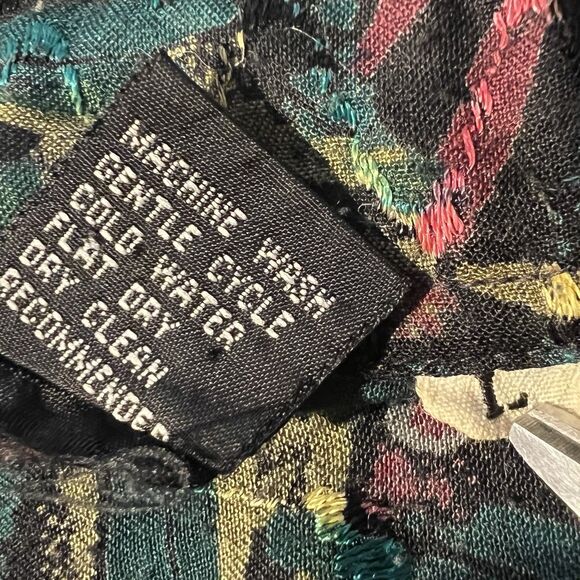 MACHINE WASH
GENTLE CYCLE
COLD WATER
FLAT DRY
DRY CLEAN
RECOMMENDED
L